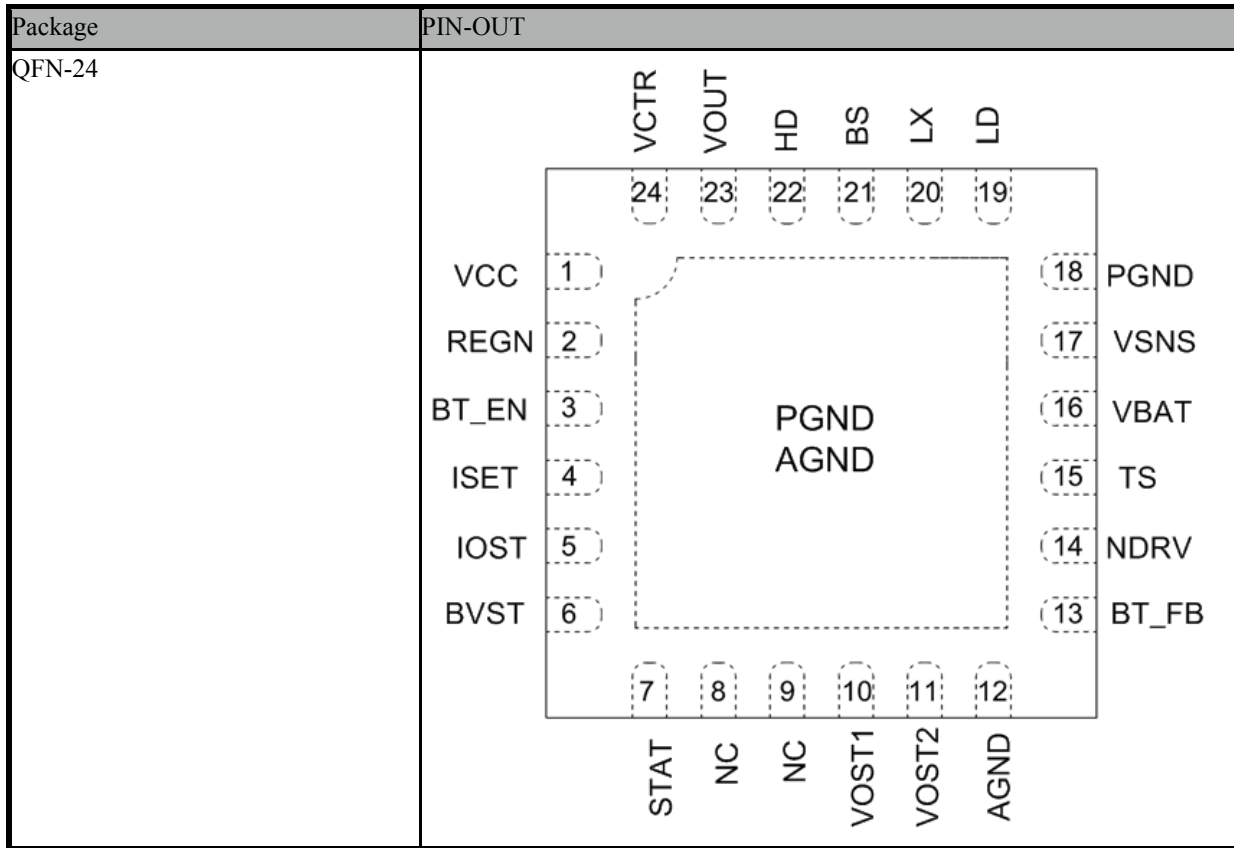 Package
PIN-OUT
QFN-24
VCTR
VOUT
HD
BS
LX
LD
24
23
22
21
20
19
VCC
1
18
PGND
REGN
2
17
VSNS
BT_EN
3
16
VBAT
PGND
AGND
ISET
4
15
TS
IOST
5
14
NDRV
BVST
6
13
BT_FB
7
8
9
10
11
12
STAT
NC
NC
VOST1
VOST2
AGND